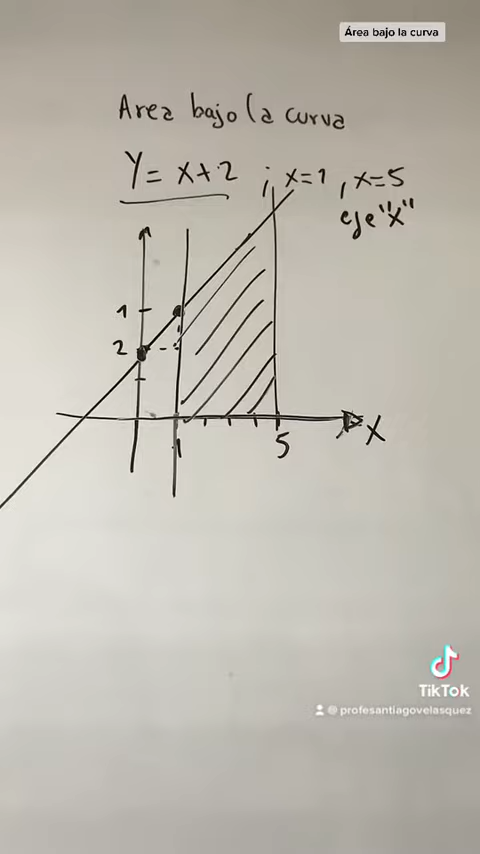 Área bajo la curva
Area bajo la curva
Y = x+2 ; x=1 , x=5
eje "x"
1
2
1
5
X
TikTok
@profesantiagovelasquez